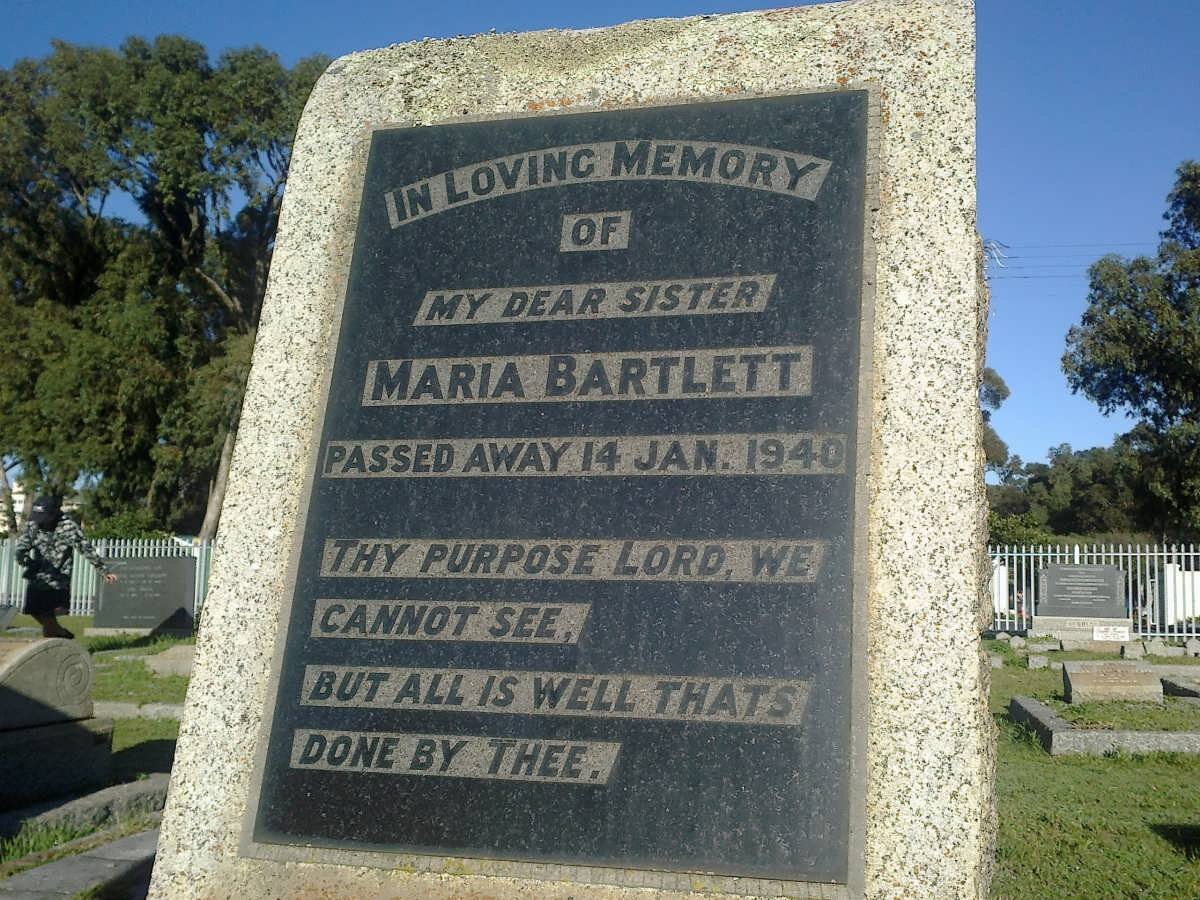 IN LOVING MEMORY
OF
MY DEAR SISTER
MARIA BARTLETT
PASSED AWAY 14 JAN. 1940
THY PURPOSE LORD, WE
CANNOT SEE,
BUT ALL IS WELL THATS
DONE BY THEE.